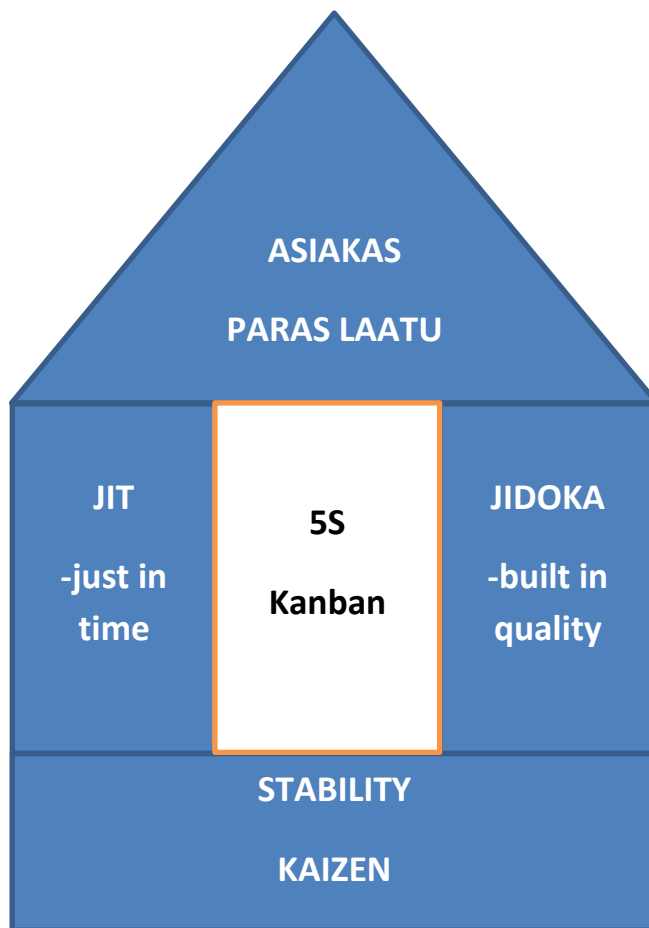 ASIAKAS
PARAS LAATU
JIT
-just in
time
5S
Kanban
JIDOKA
-built in
quality
STABILITY
KAIZEN